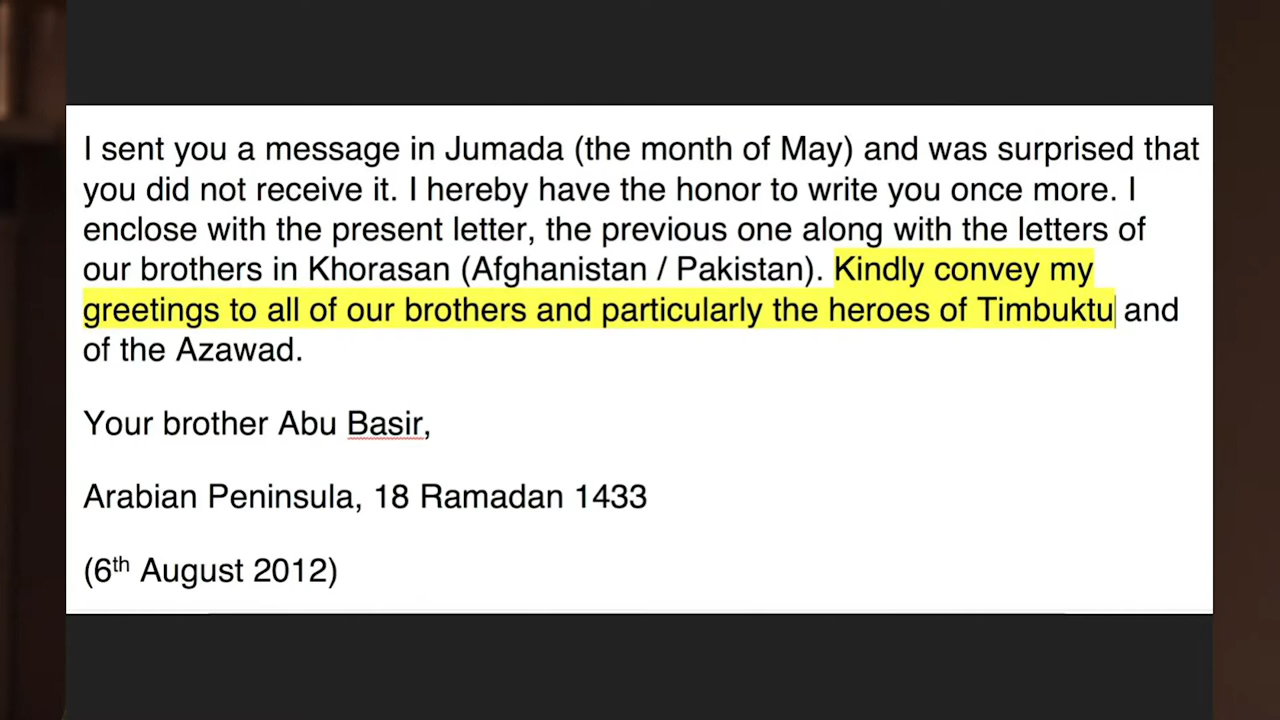 I sent you a message in Jumada (the month of May) and was surprised that
you did not receive it. I hereby have the honor to write you once more. I
enclose with the present letter, the previous one along with the letters of
our brothers in Khorasan (Afghanistan / Pakistan). Kindly convey my
greetings to all of our brothers and particularly the heroes of Timbuktu and
of the Azawad.
Your brother Abu Basir,
Arabian Peninsula, 18 Ramadan 1433
(6th August 2012)